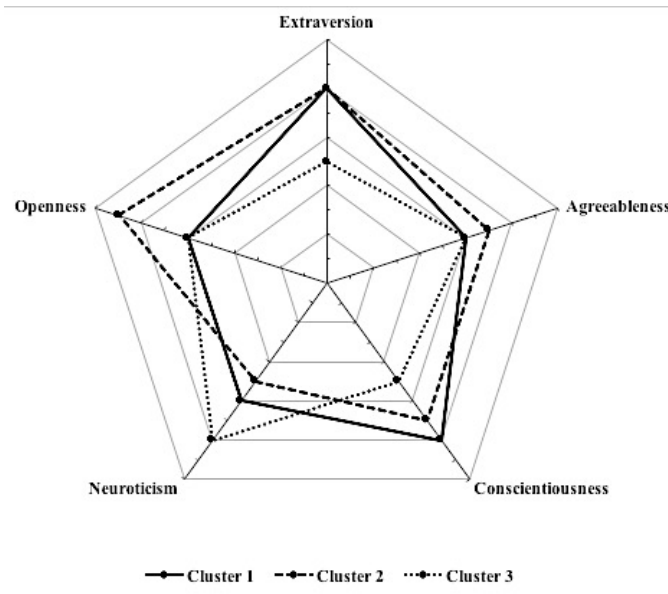 Extraversion
Openness
Agreeableness
Neuroticism
Conscientiousness
Cluster 1 Cluster 2 Cluster 3